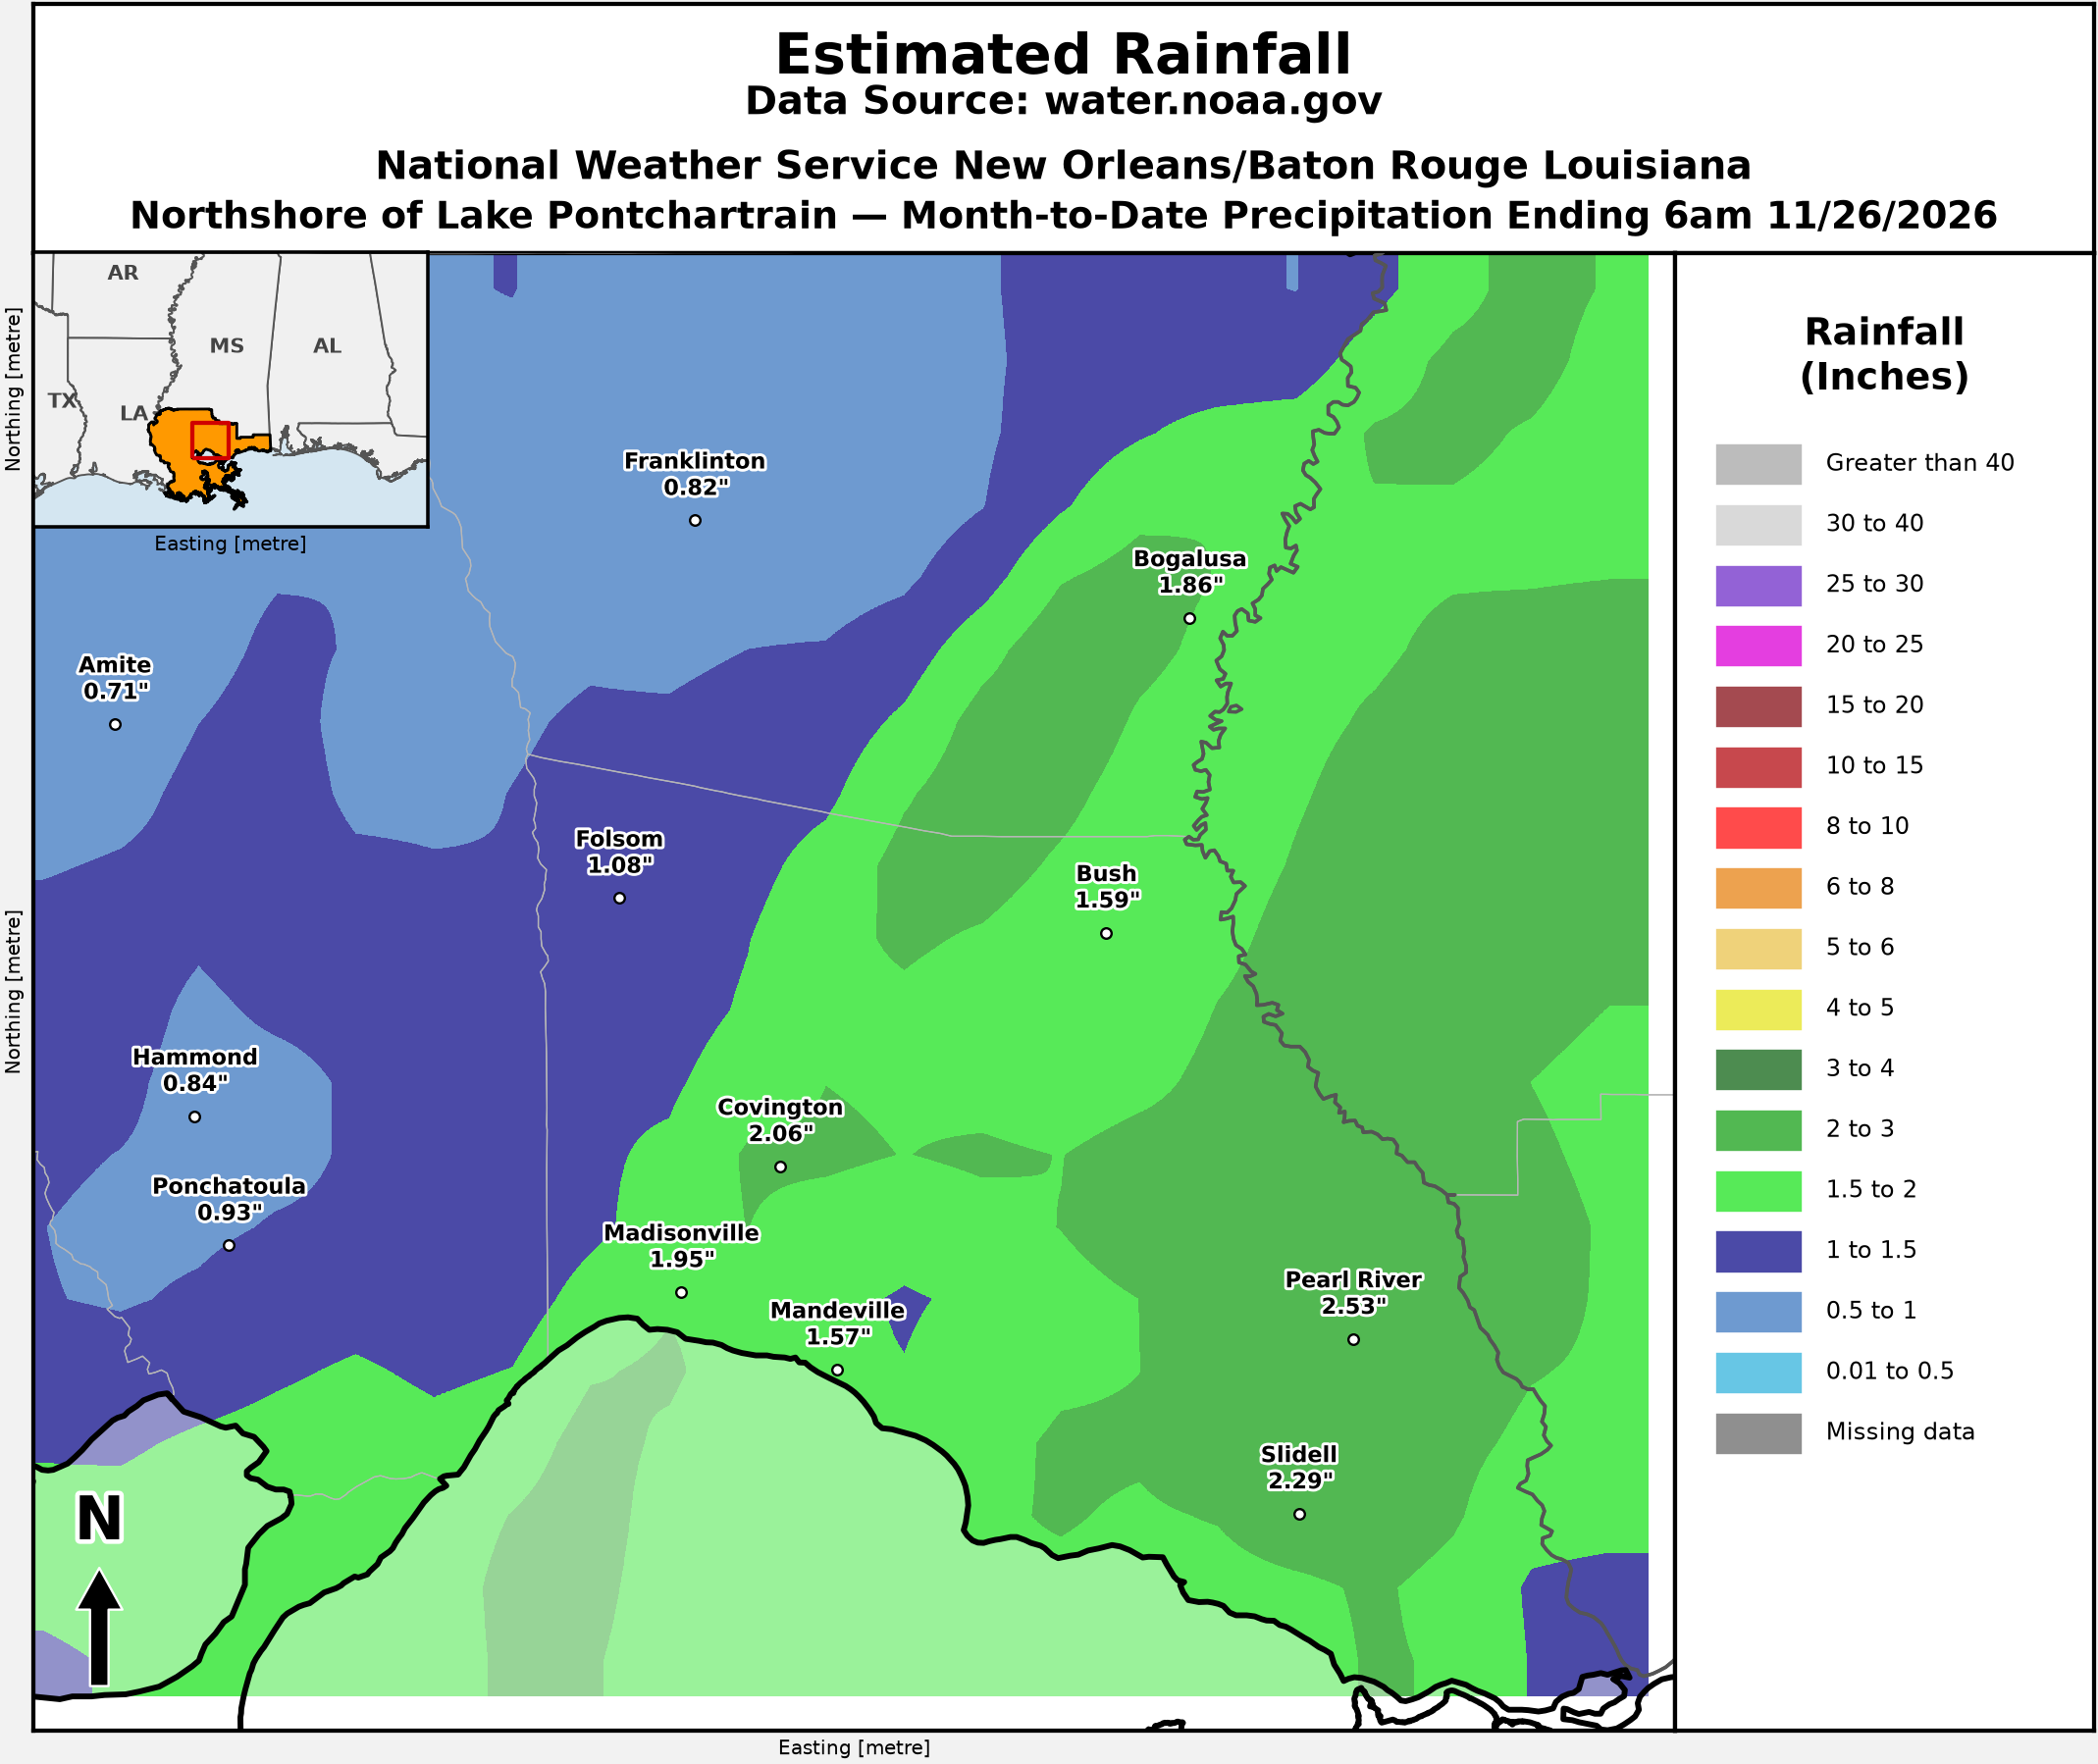 Estimated Rainfall
Data Source: water.noaa.gov
National Weather Service New Orleans/Baton Rouge Louisiana
Northshore of Lake Pontchartrain — Month-to-Date Precipitation Ending 6am 11/26/2026
AR
MS
AL
TX
LA
Northing [metre]
Easting [metre]
Franklinton
0.82"
Bogalusa
1.86"
Amite
0.71"
Folsom
1.08"
Bush
1.59"
Northing [metre]
Hammond
0.84"
Covington
2.06"
Ponchatoula
0.93"
Madisonville
1.95"
Pearl River
2.53"
Mandeville
1.57"
Slidell
2.29"
N
Easting [metre]
Rainfall
(Inches)
Greater than 40
30 to 40
25 to 30
20 to 25
15 to 20
10 to 15
8 to 10
6 to 8
5 to 6
4 to 5
3 to 4
2 to 3
1.5 to 2
1 to 1.5
0.5 to 1
0.01 to 0.5
Missing data